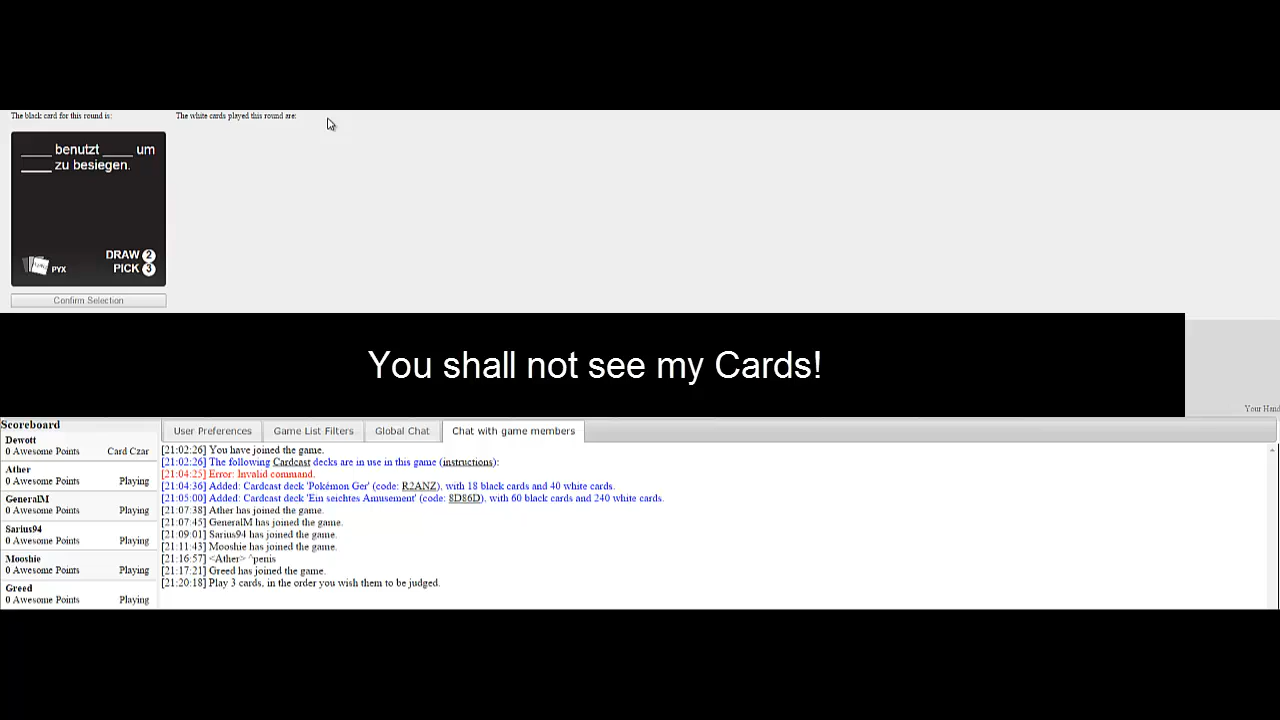 The black card for this round is:
The white cards played this round are:
____ benutzt ____ um
____ zu besiegen.
DRAW 2
PICK 3
PYX
Confirm Selection
You shall not see my Cards!
Your Hand
Scoreboard
Dewott
0 Awesome Points Card Czar
Ather
0 Awesome Points Playing
GeneralM
0 Awesome Points Playing
Sarius94
0 Awesome Points Playing
Mooshie
0 Awesome Points Playing
Greed
0 Awesome Points Playing
User Preferences Game List Filters Global Chat Chat with game members
[21:02:26] You have joined the game.
[21:02:26] The following Cardcast decks are in use in this game (instructions):
[21:04:25] Error: Invalid command.
[21:04:36] Added: Cardcast deck 'Pokémon Ger' (code: R2ANZ), with 18 black cards and 40 white cards.
[21:05:00] Added: Cardcast deck 'Ein seichtes Amusement' (code: 8D86D), with 60 black cards and 240 white cards.
[21:07:38] Ather has joined the game.
[21:07:45] GeneralM has joined the game.
[21:09:01] Sarius94 has joined the game.
[21:11:43] Mooshie has joined the game.
[21:16:57] <Ather> ^penis
[21:17:21] Greed has joined the game.
[21:20:18] Play 3 cards, in the order you wish them to be judged.